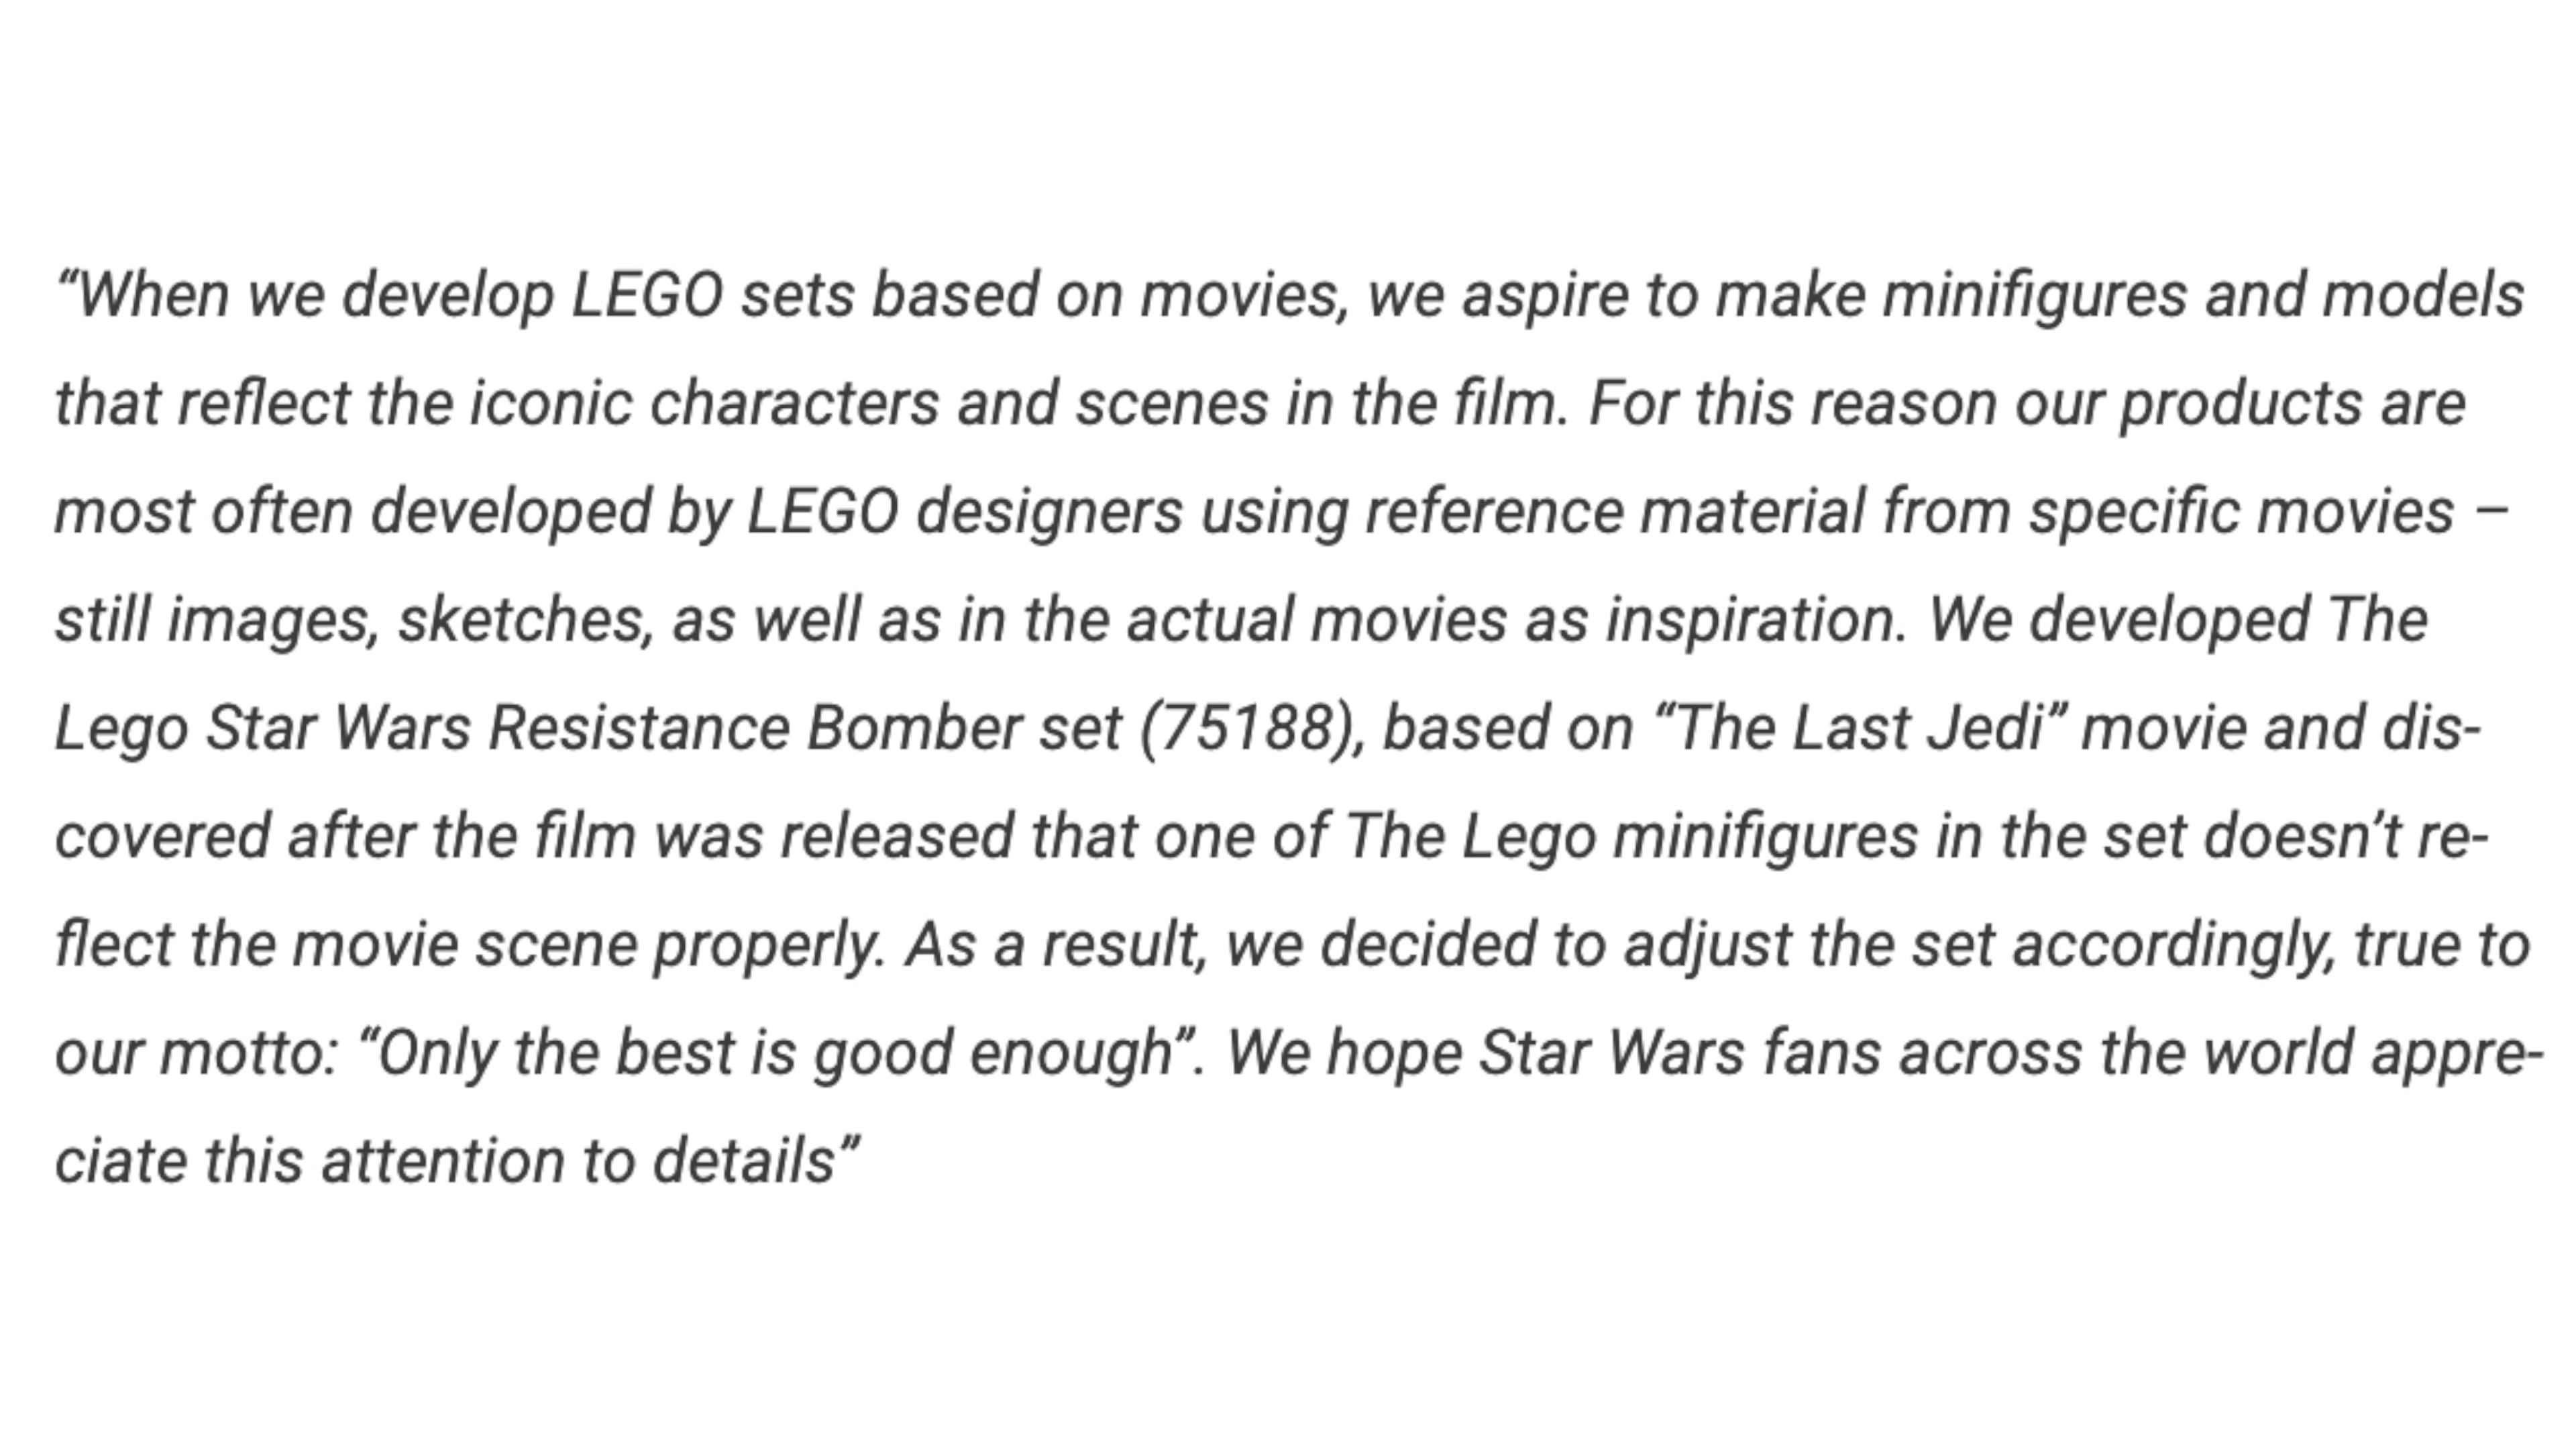 “When we develop LEGO sets based on movies, we aspire to make minifigures and models
that reflect the iconic characters and scenes in the film. For this reason our products are
most often developed by LEGO designers using reference material from specific movies –
still images, sketches, as well as in the actual movies as inspiration. We developed The
Lego Star Wars Resistance Bomber set (75188), based on “The Last Jedi” movie and dis-
covered after the film was released that one of The Lego minifigures in the set doesn’t re-
flect the movie scene properly. As a result, we decided to adjust the set accordingly, true to
our motto: “Only the best is good enough”. We hope Star Wars fans across the world appre-
ciate this attention to details”